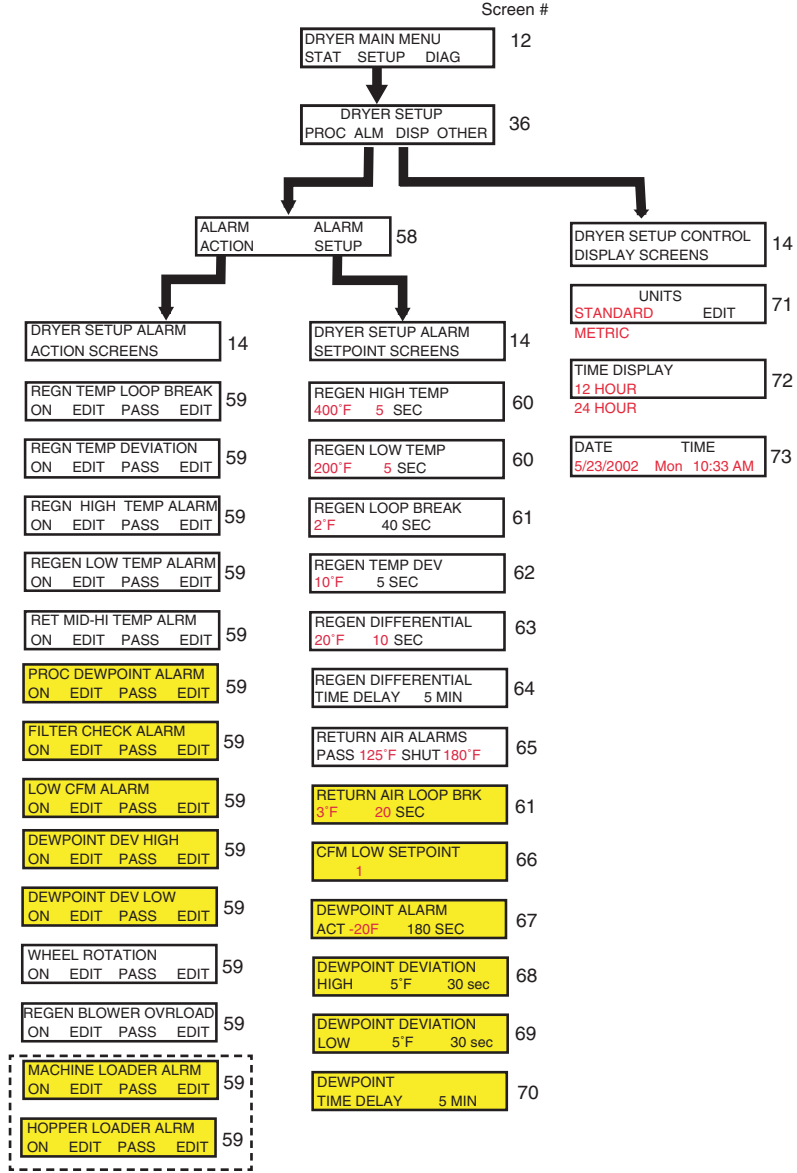 Screen #
DRYER MAIN MENU
STAT SETUP DIAG
12
DRYER SETUP
PROC ALM DISP OTHER
36
ALARM ALARM
ACTION SETUP
58
DRYER SETUP ALARM
ACTION SCREENS
14
REGN TEMP LOOP BREAK
ON EDIT PASS EDIT
59
REGN TEMP DEVIATION
ON EDIT PASS EDIT
59
REGN HIGH TEMP ALARM
ON EDIT PASS EDIT
59
REGEN LOW TEMP ALARM
ON EDIT PASS EDIT
59
RET MID-HI TEMP ALRM
ON EDIT PASS EDIT
59
PROC DEWPOINT ALARM
ON EDIT PASS EDIT
59
FILTER CHECK ALARM
ON EDIT PASS EDIT
59
LOW CFM ALARM
ON EDIT PASS EDIT
59
DEWPOINT DEV HIGH
ON EDIT PASS EDIT
59
DEWPOINT DEV LOW
ON EDIT PASS EDIT
59
WHEEL ROTATION
ON EDIT PASS EDIT
59
REGEN BLOWER OVRLOAD
ON EDIT PASS EDIT
59
MACHINE LOADER ALRM
ON EDIT PASS EDIT
59
HOPPER LOADER ALRM
ON EDIT PASS EDIT
59
DRYER SETUP ALARM
SETPOINT SCREENS
14
REGEN HIGH TEMP
400˚F 5 SEC
60
REGEN LOW TEMP
200˚F 5 SEC
60
REGEN LOOP BREAK
2˚F 40 SEC
61
REGEN TEMP DEV
10˚F 5 SEC
62
REGEN DIFFERENTIAL
20˚F 10 SEC
63
REGEN DIFFERENTIAL
TIME DELAY 5 MIN
64
RETURN AIR ALARMS
PASS 125˚F SHUT 180˚F
65
RETURN AIR LOOP BRK
3˚F 20 SEC
61
CFM LOW SETPOINT
1
66
DEWPOINT ALARM
ACT -20F 180 SEC
67
DEWPOINT DEVIATION
HIGH 5˚F 30 sec
68
DEWPOINT DEVIATION
LOW 5˚F 30 sec
69
DEWPOINT
TIME DELAY 5 MIN
70
DRYER SETUP CONTROL
DISPLAY SCREENS
14
UNITS
STANDARD EDIT
METRIC
71
TIME DISPLAY
12 HOUR
24 HOUR
72
DATE TIME
5/23/2002 Mon 10:33 AM
73